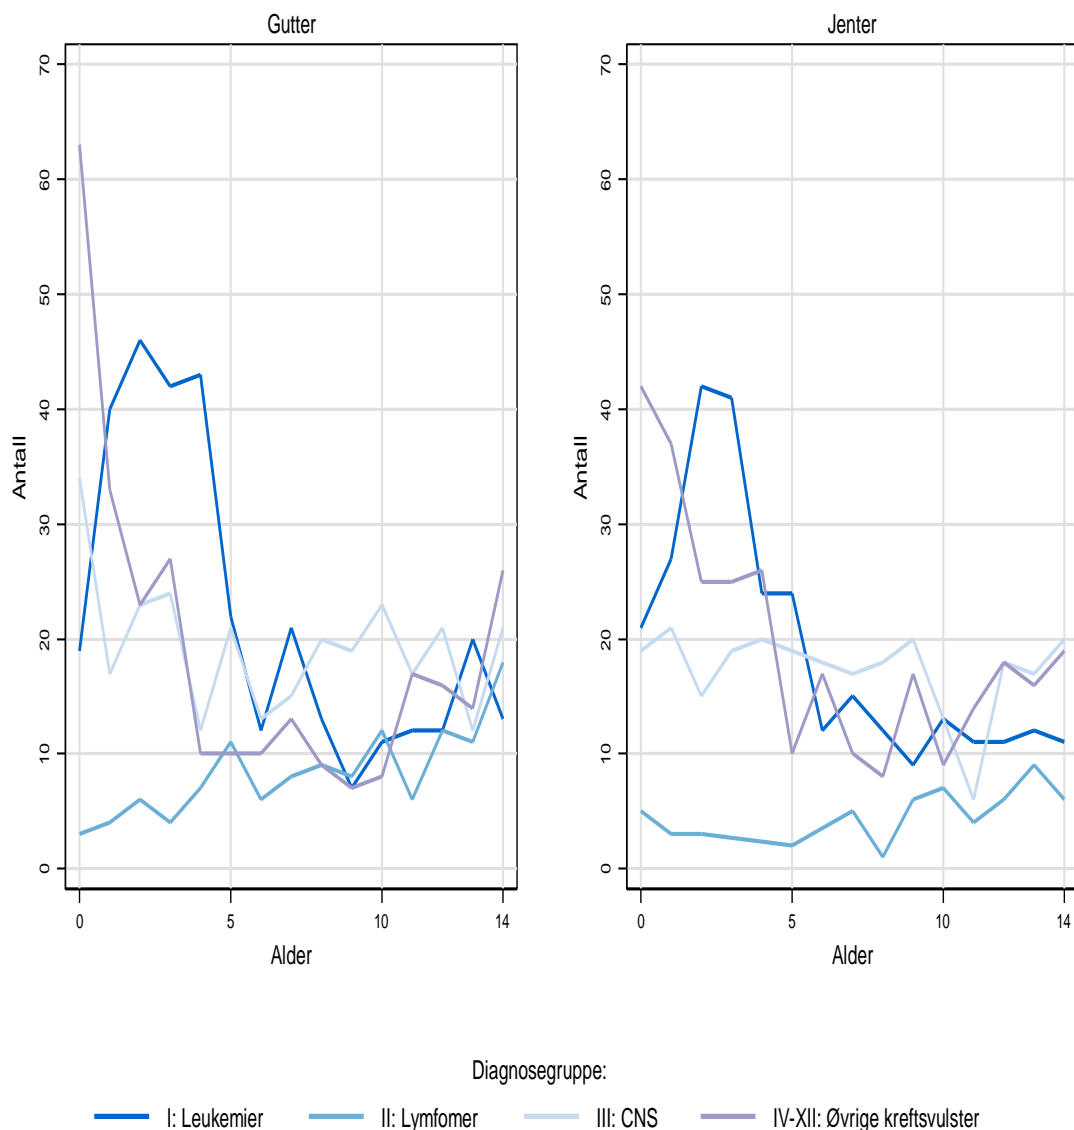 Gutter
70
60
50
40
30
20
10
0
Antall
0 5 10 14
Alder
Jenter
70
60
50
40
30
20
10
0
Antall
0 5 10 14
Alder
Diagnosegruppe:
I: Leukemier II: Lymfomer III: CNS IV-XII: Øvrige kreftsvulster